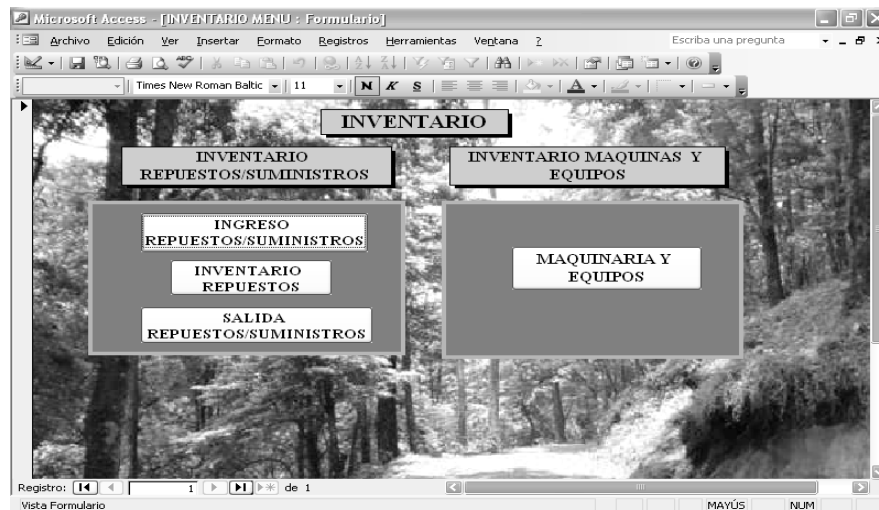 Microsoft Access - [INVENTARIO MENU : Formulario]
Archivo Edición Ver Insertar Formato Registros Herramientas Ventana ? Escriba una pregunta
Times New Roman Baltic 11 N K S A
INVENTARIO
INVENTARIO
REPUESTOS/SUMINISTROS
INVENTARIO MAQUINAS Y
EQUIPOS
INGRESO
REPUESTOS/SUMINISTROS
INVENTARIO
REPUESTOS
SALIDA
REPUESTOS/SUMINISTROS
MAQUINARIA Y
EQUIPOS
Registro: 1 de 1
Vista Formulario MAYÚS NUM